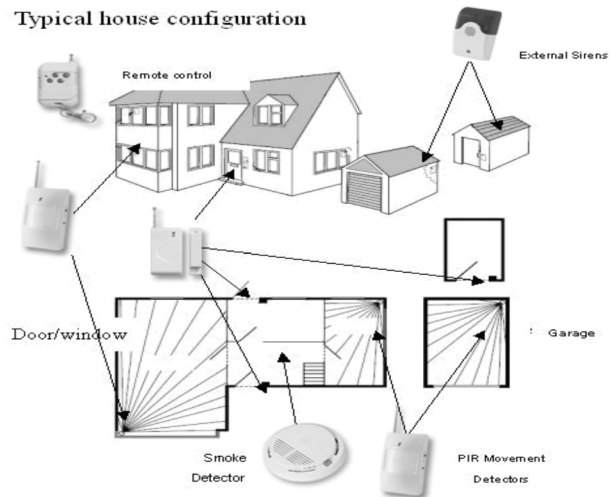 Typical house configuration
External Sirens
Remote control
Door/window
: Garage
Smoke
Detector
PIR Movement
Detectors